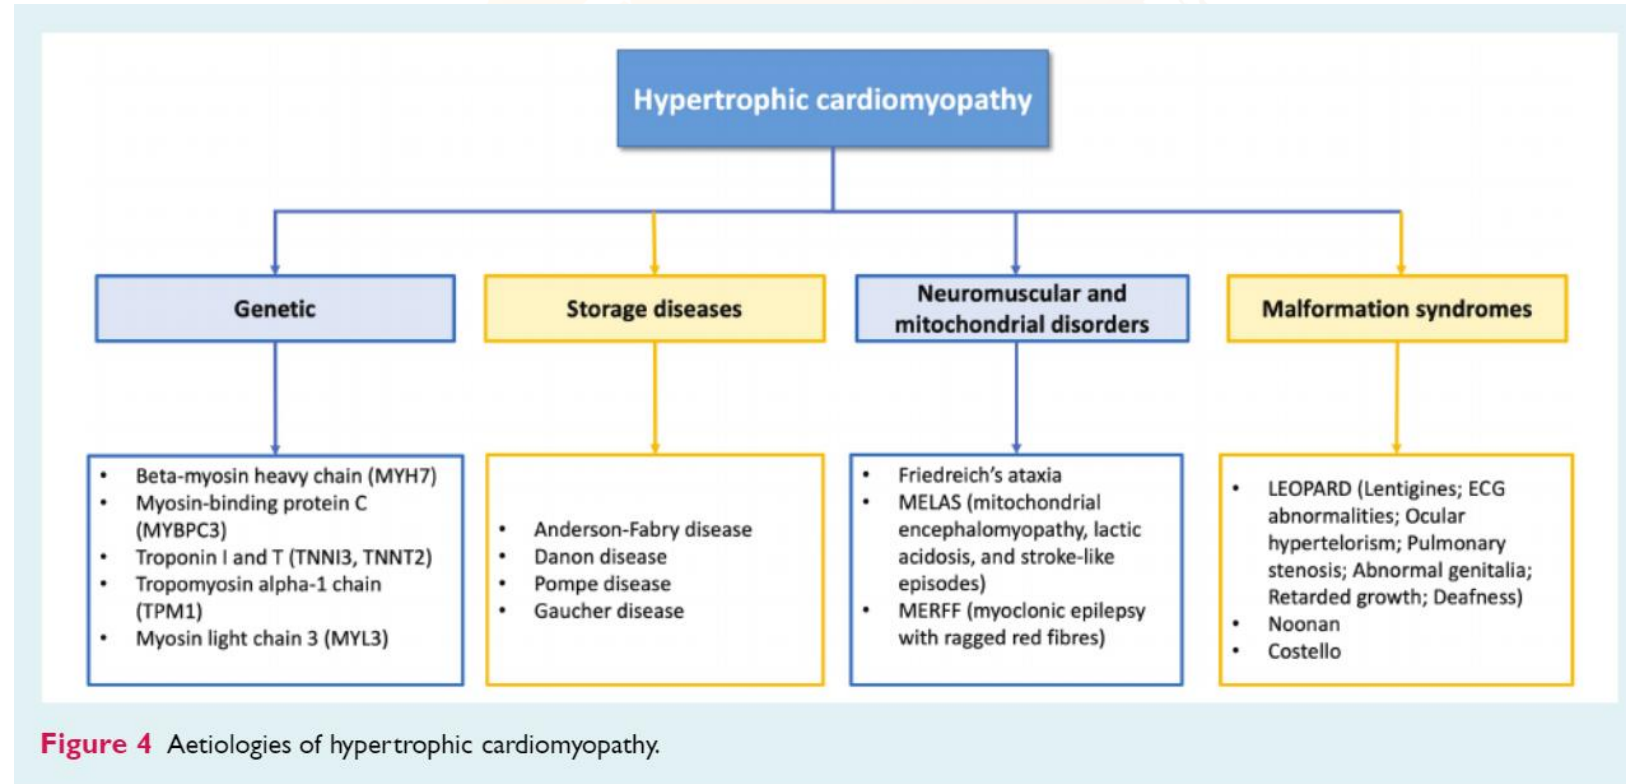 Hypertrophic cardiomyopathy
Genetic
Storage diseases
Neuromuscular and
mitochondrial disorders
Malformation syndromes
• Beta-myosin heavy chain (MYH7)
• Myosin-binding protein C
(MYBPC3)
• Troponin I and T (TNNI3, TNNT2)
• Tropomyosin alpha-1 chain
(TPM1)
• Myosin light chain 3 (MYL3)
• Anderson-Fabry disease
• Danon disease
• Pompe disease
• Gaucher disease
• Friedreich’s ataxia
• MELAS (mitochondrial
encephalomyopathy, lactic
acidosis, and stroke-like
episodes)
• MERFF (myoclonic epilepsy
with ragged red fibres)
• LEOPARD (Lentigines; ECG
abnormalities; Ocular
hypertelorism; Pulmonary
stenosis; Abnormal genitalia;
Retarded growth; Deafness)
• Noonan
• Costello
Figure 4 Aetiologies of hypertrophic cardiomyopathy.